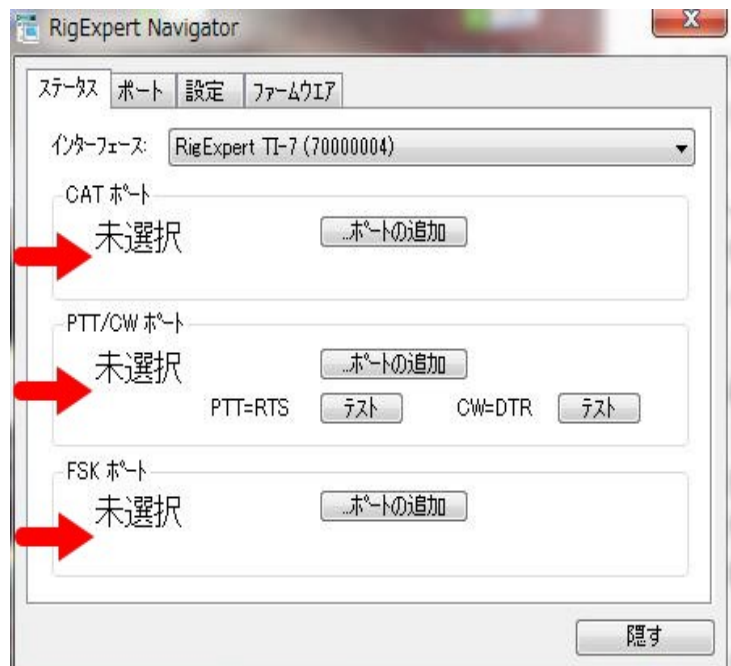 RigExpert Navigator
X
ステータス ポート 設定 ファームウエア
インターフェース: RigExpert TI-7 (70000004)
CAT ポート
未選択 ...ポートの追加
PTT/CW ポート
未選択 ...ポートの追加
PTT=RTS テスト CW=DTR テスト
FSK ポート
未選択 ...ポートの追加
隠す